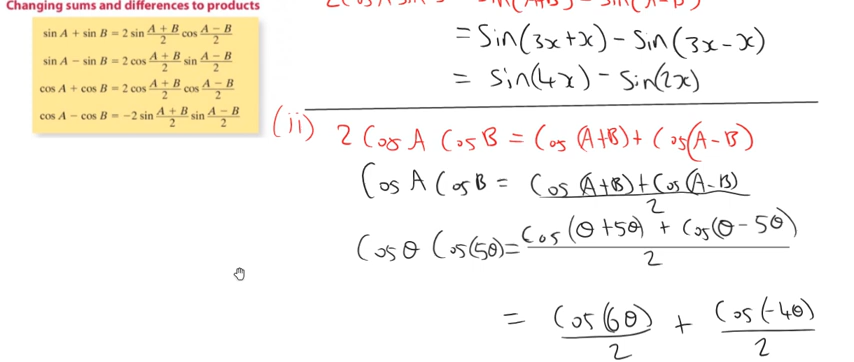 Changing sums and differences to products
sin A + sin B = 2 sin (A + B)/2 cos (A − B)/2
sin A − sin B = 2 cos (A + B)/2 sin (A − B)/2
cos A + cos B = 2 cos (A + B)/2 cos (A − B)/2
cos A − cos B = −2 sin (A + B)/2 sin (A − B)/2
= Sin(3x+x) − Sin(3x − x)
= Sin(4x) − Sin(2x)
(ii) 2 Cos A Cos B = Cos (A+B) + Cos(A − B)
Cos A Cos B = (Cos (A+B) + Cos(A−B))/2
Cos θ Cos(5θ) = (Cos (θ + 5θ) + Cos(θ − 5θ))/2
= Cos(6θ)/2 + Cos(−4θ)/2